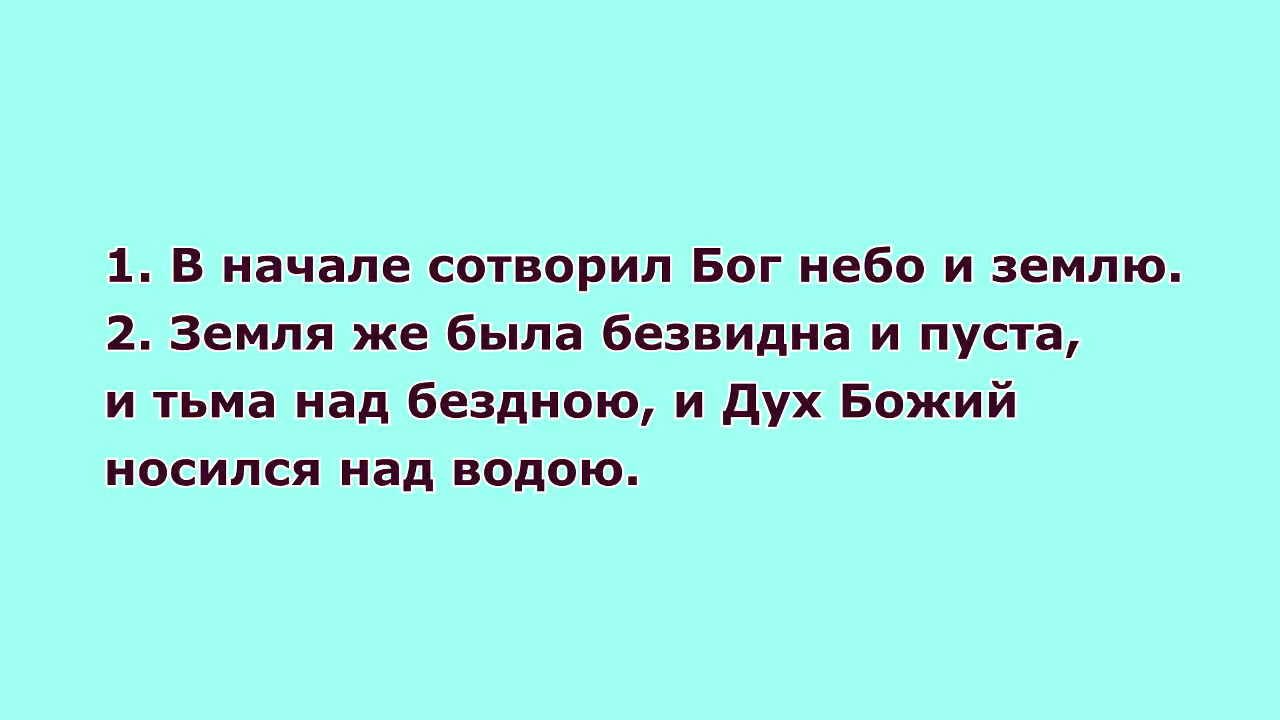 1. В начале сотворил Бог небо и землю.
2. Земля же была безвидна и пуста,
и тьма над бездною, и Дух Божий
носился над водою.